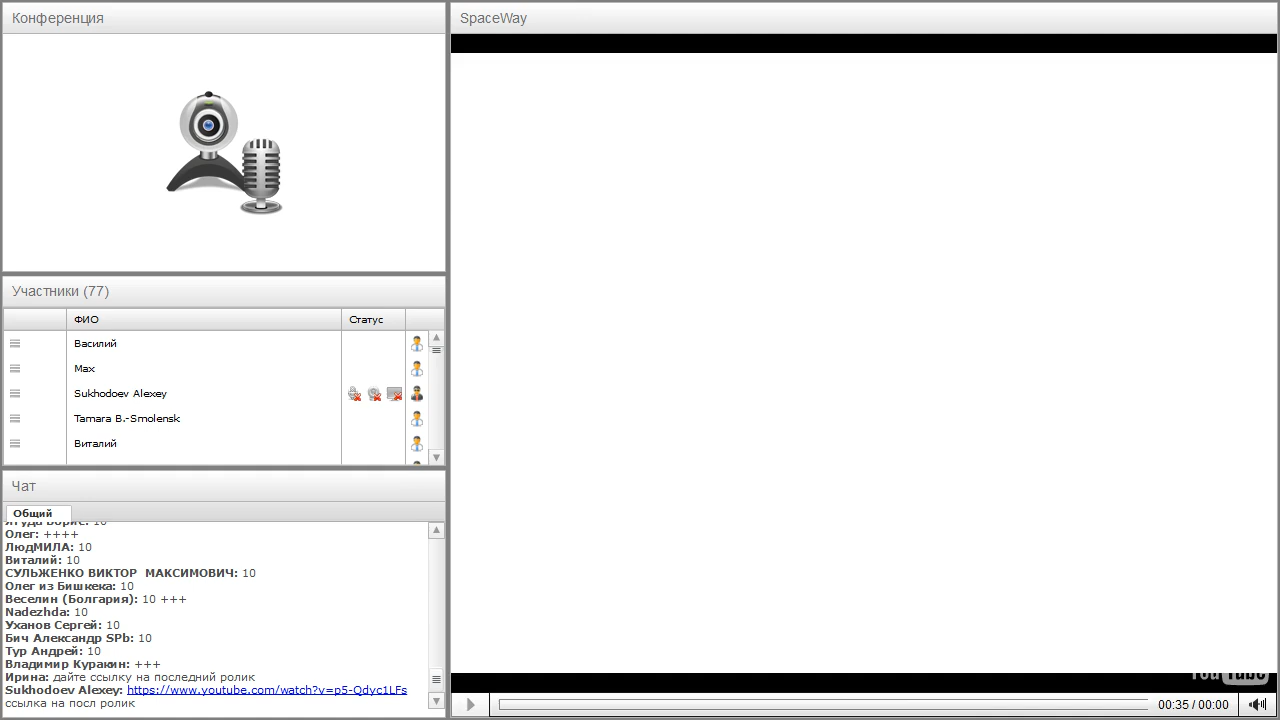 Конференция
SpaceWay
Участники (77)
ФИО
Статус
Василий
Max
Sukhodoev Alexey
Tamara B.-Smolensk
Виталий
Чат
Общий
Ягуда Борис: 10
Олег: ++++
ЛюдМИЛА: 10
Виталий: 10
СУЛЬЖЕНКО ВИКТОР МАКСИМОВИЧ: 10
Олег из Бишкека: 10
Веселин (Болгария): 10 +++
Nadezhda: 10
Уханов Сергей: 10
Бич Александр SPb: 10
Тур Андрей: 10
Владимир Куракин: +++
Ирина: дайте ссылку на последний ролик
Sukhodoev Alexey: https://www.youtube.com/watch?v=p5-Qdyc1LFs
ссылка на посл ролик
YouTube
00:35 / 00:00